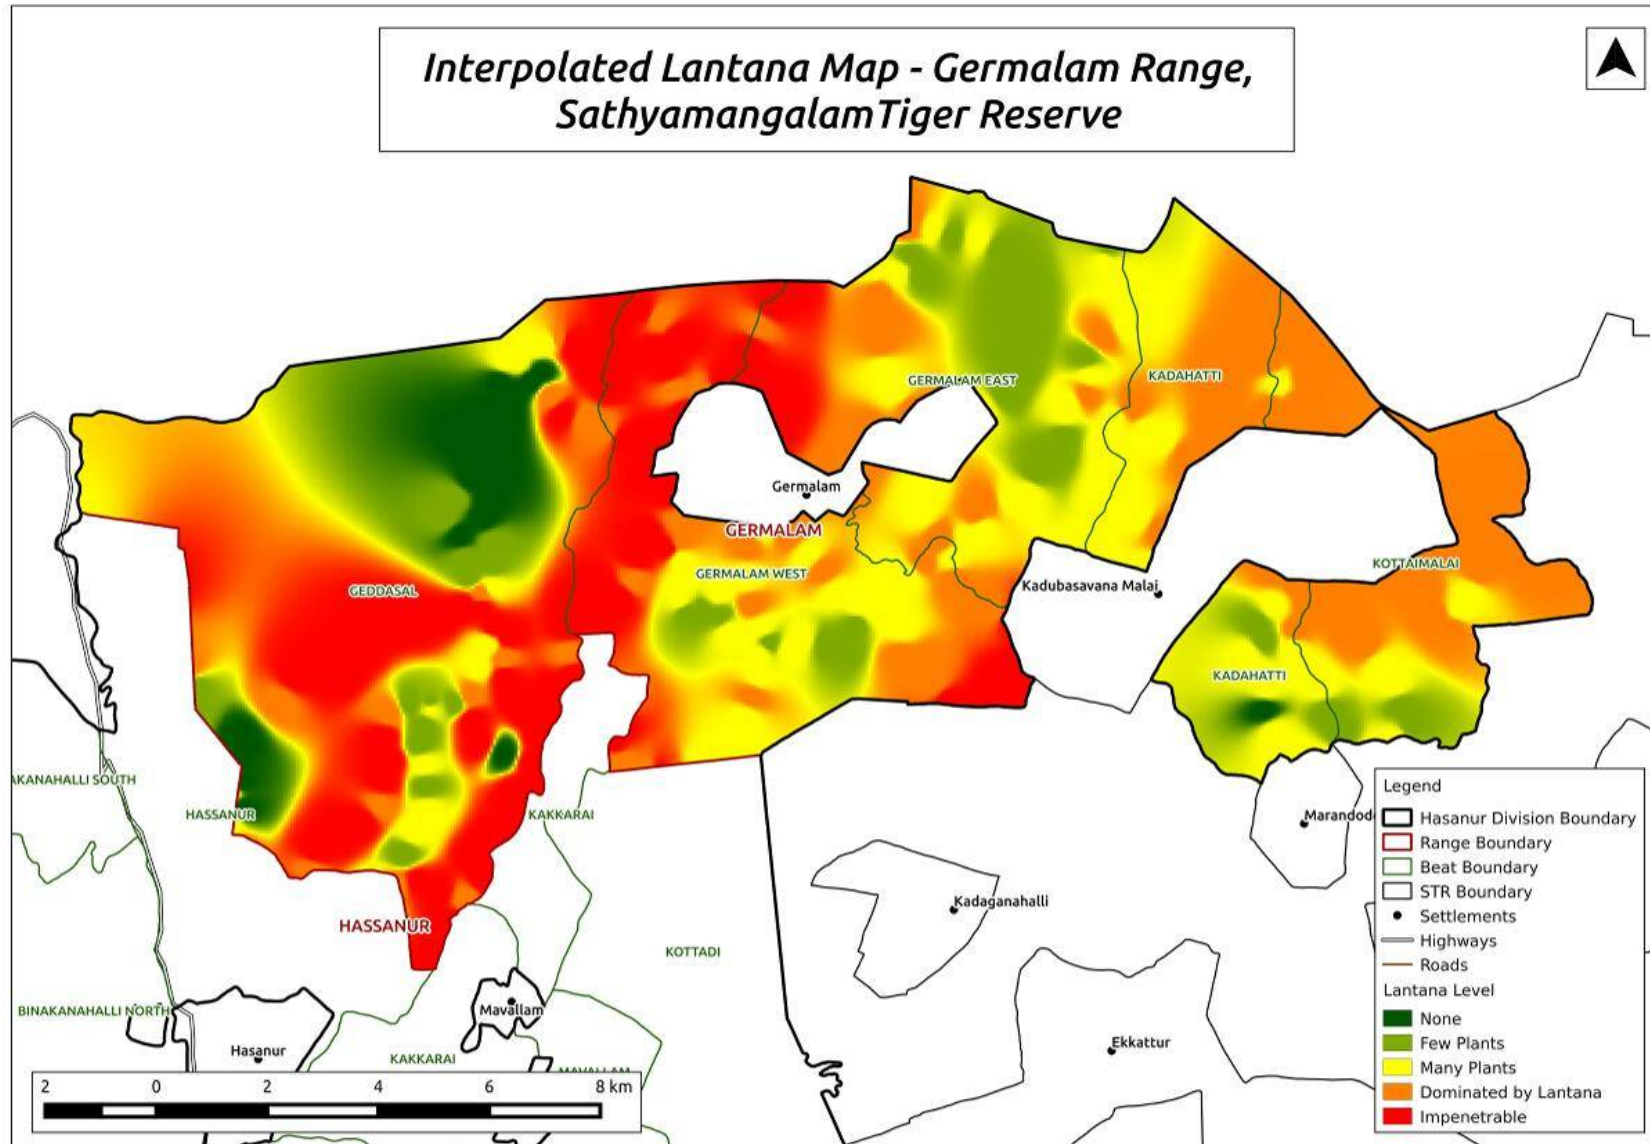 Interpolated Lantana Map - Germalam Range,
SathyamangalamTiger Reserve
GERMALAM EAST
KADAHATTI
Germalam
GERMALAM
GERMALAM WEST
KOTTAIMALAI
Kadubasavana Malai
GEDDASAL
KADAHATTI
AKANAHALLI SOUTH
HASSANUR
KAKKARAI
Marandod
Kadaganahalli
HASSANUR
KOTTADI
BINAKANAHALLI NORTH
Mavallam
Hasanur
KAKKARAI
Ekkattur
MAVALLAM
2 0 2 4 6 8 km
Legend
Hasanur Division Boundary
Range Boundary
Beat Boundary
STR Boundary
Settlements
Highways
Roads
Lantana Level
None
Few Plants
Many Plants
Dominated by Lantana
Impenetrable